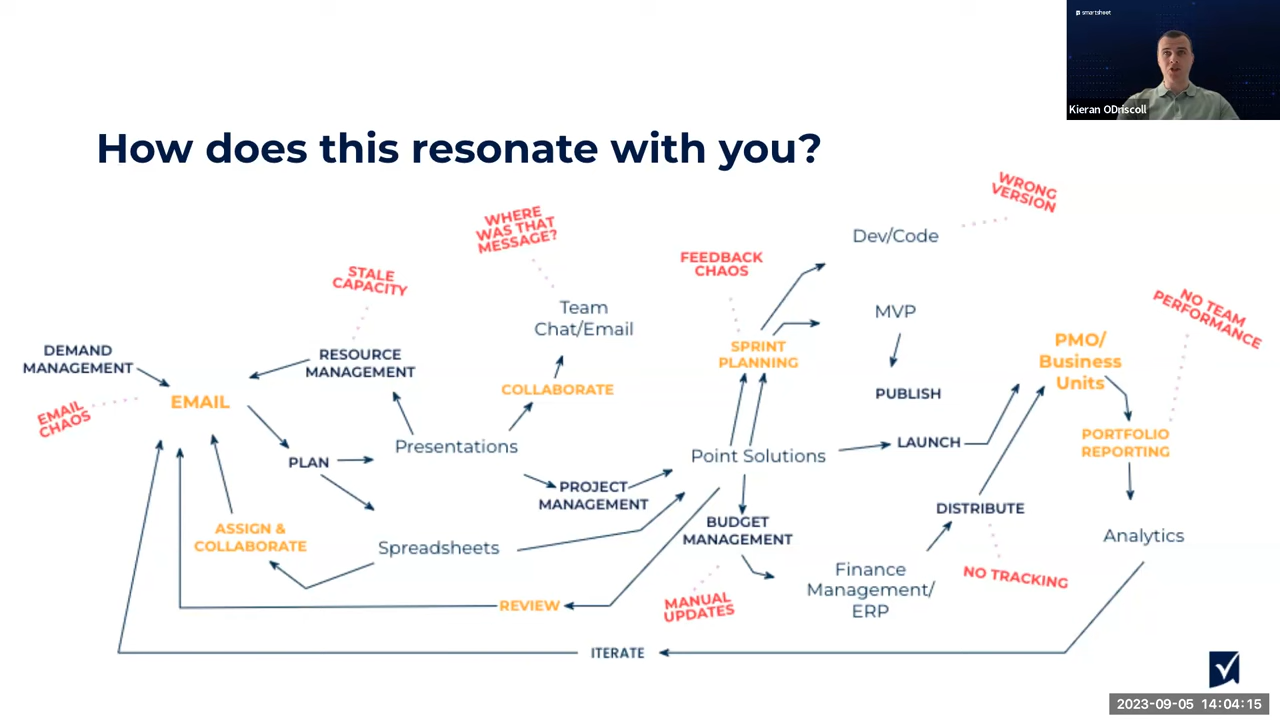 smartsheet
Kieran ODriscoll
How does this resonate with you?
WRONG
VERSION
WHERE
WAS THAT
MESSAGE?
Dev/Code
FEEDBACK
CHAOS
STALE
CAPACITY
NO TEAM
PERFORMANCE
Team
Chat/Email
MVP
DEMAND
MANAGEMENT
RESOURCE
MANAGEMENT
SPRINT
PLANNING
PMO/
Business
Units
COLLABORATE
PUBLISH
EMAIL
EMAIL
CHAOS
Presentations
PLAN
Point Solutions
LAUNCH
PORTFOLIO
REPORTING
PROJECT
MANAGEMENT
DISTRIBUTE
ASSIGN &
COLLABORATE
Spreadsheets
BUDGET
MANAGEMENT
Analytics
Finance
Management/
ERP
NO TRACKING
MANUAL
UPDATES
REVIEW
ITERATE
2023-09-05 14:04:15